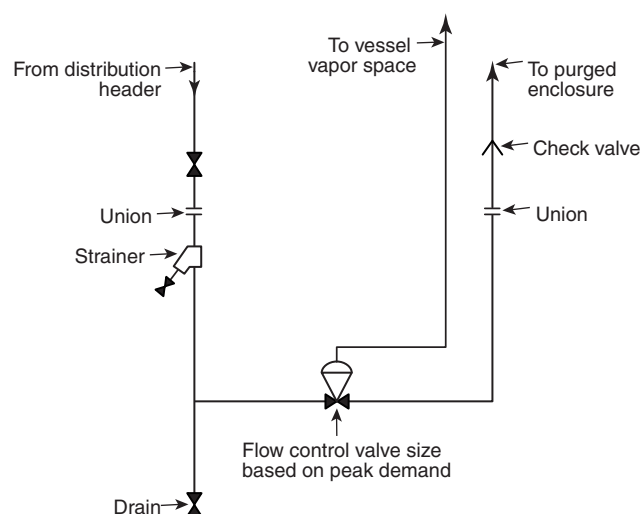 From distribution
header
To vessel
vapor space
To purged
enclosure
Check valve
Union
Union
Strainer
Flow control valve size
based on peak demand
Drain